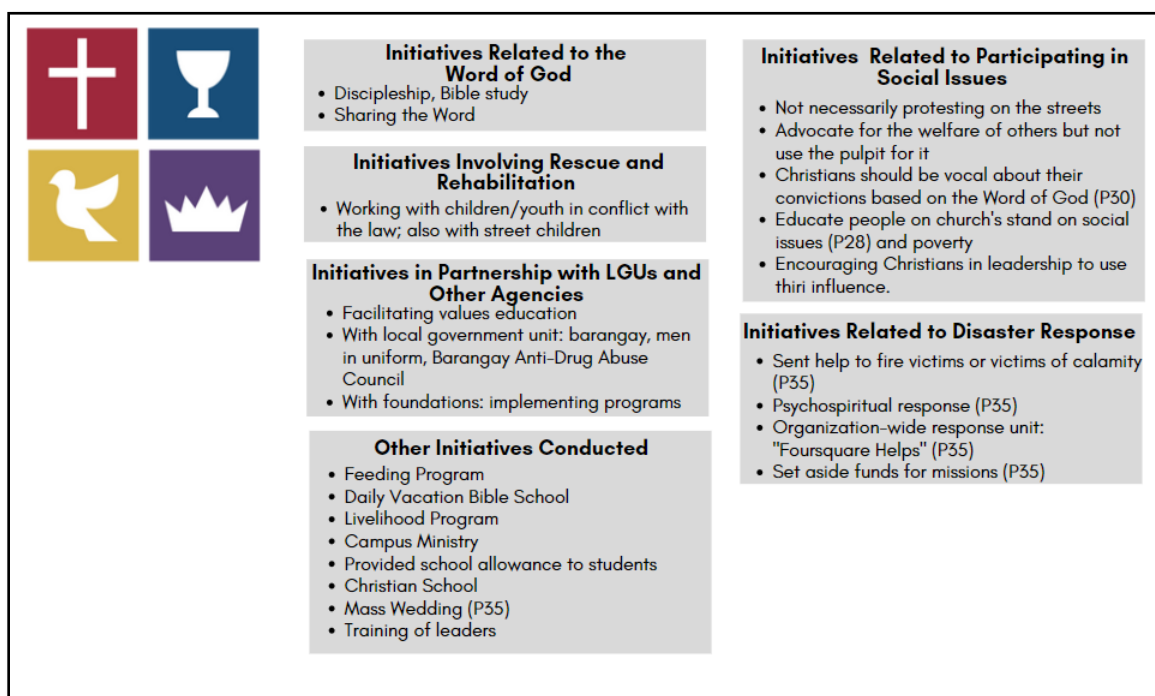 Initiatives Related to the
Word of God
• Discipleship, Bible study
• Sharing the Word
Initiatives Involving Rescue and
Rehabilitation
• Working with children/youth in conflict with
the law; also with street children
Initiatives in Partnership with LGUs and
Other Agencies
• Facilitating values education
• With local government unit: barangay, men
in uniform, Barangay Anti-Drug Abuse
Council
• With foundations: implementing programs
Other Initiatives Conducted
• Feeding Program
• Daily Vacation Bible School
• Livelihood Program
• Campus Ministry
• Provided school allowance to students
• Christian School
• Mass Wedding (P35)
• Training of leaders
Initiatives Related to Participating in
Social Issues
• Not necessarily protesting on the streets
• Advocate for the welfare of others but not
use the pulpit for it
• Christians should be vocal about their
convictions based on the Word of God (P30)
• Educate people on church's stand on social
issues (P28) and poverty
• Encouraging Christians in leadership to use
thiri influence.
Initiatives Related to Disaster Response
• Sent help to fire victims or victims of calamity
(P35)
• Psychospiritual response (P35)
• Organization-wide response unit:
"Foursquare Helps" (P35)
• Set aside funds for missions (P35)